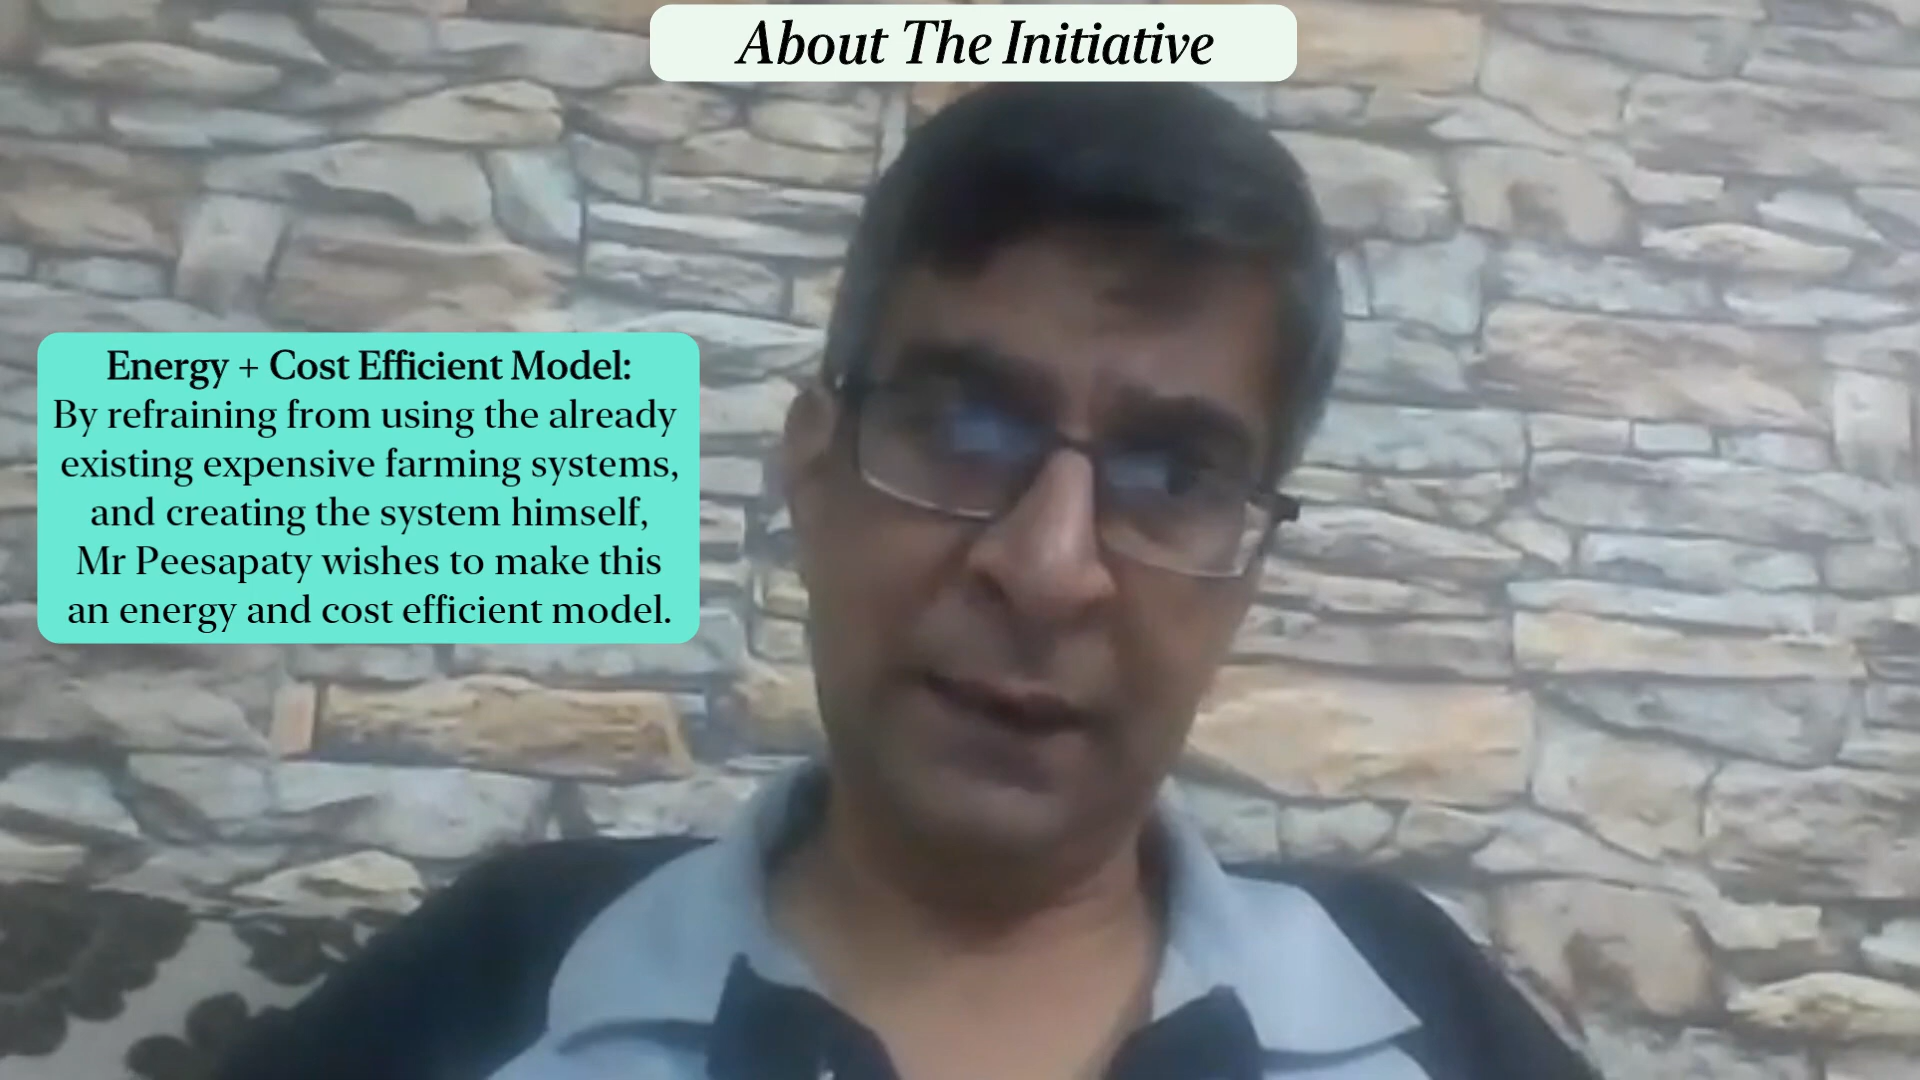 About The Initiative
Energy + Cost Efficient Model:
By refraining from using the already
existing expensive farming systems,
and creating the system himself,
Mr Peesapaty wishes to make this
an energy and cost efficient model.